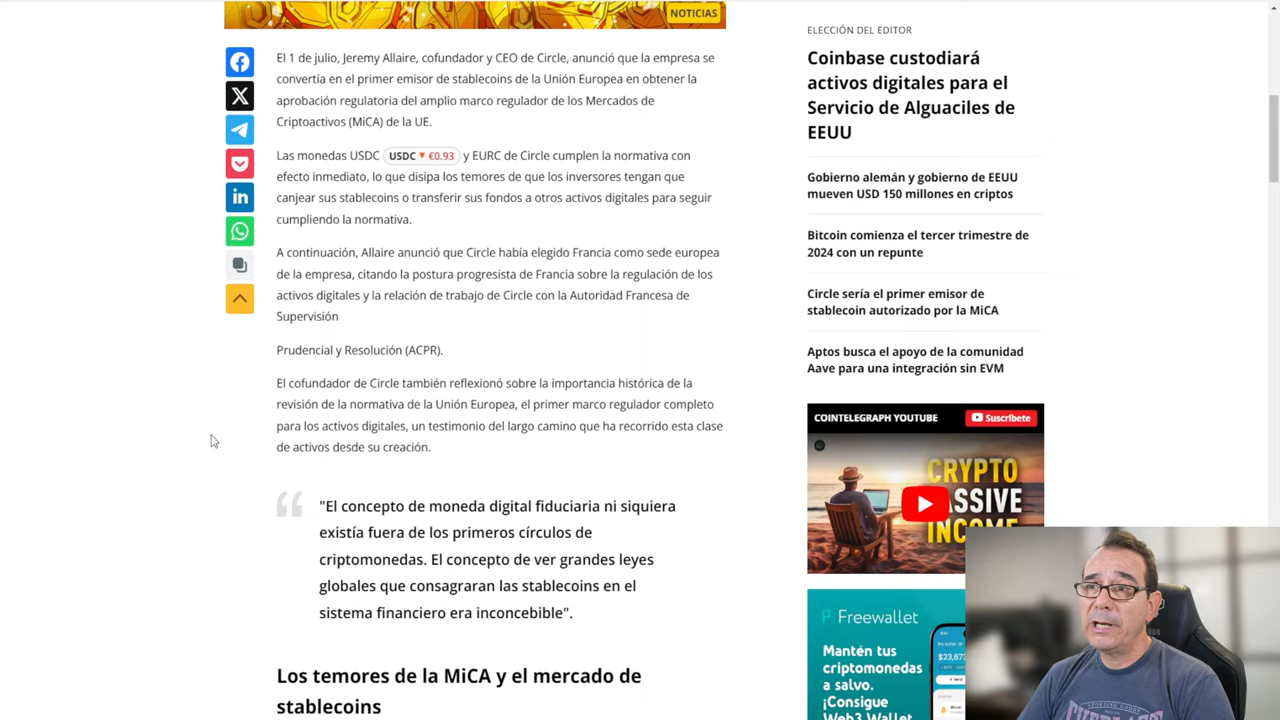 NOTICIAS
El 1 de julio, Jeremy Allaire, cofundador y CEO de Circle, anunció que la empresa se
convertía en el primer emisor de stablecoins de la Unión Europea en obtener la
aprobación regulatoria del amplio marco regulador de los Mercados de
Criptoactivos (MiCA) de la UE.
Las monedas USDC USDC ▼ €0.93 y EURC de Circle cumplen la normativa con
efecto inmediato, lo que disipa los temores de que los inversores tengan que
canjear sus stablecoins o transferir sus fondos a otros activos digitales para seguir
cumpliendo la normativa.
A continuación, Allaire anunció que Circle había elegido Francia como sede europea
de la empresa, citando la postura progresista de Francia sobre la regulación de los
activos digitales y la relación de trabajo de Circle con la Autoridad Francesa de
Supervisión
Prudencial y Resolución (ACPR).
El cofundador de Circle también reflexionó sobre la importancia histórica de la
revisión de la normativa de la Unión Europea, el primer marco regulador completo
para los activos digitales, un testimonio del largo camino que ha recorrido esta clase
de activos desde su creación.
"El concepto de moneda digital fiduciaria ni siquiera
existía fuera de los primeros círculos de
criptomonedas. El concepto de ver grandes leyes
globales que consagraran las stablecoins en el
sistema financiero era inconcebible".
Los temores de la MiCA y el mercado de
stablecoins
ELECCIÓN DEL EDITOR
Coinbase custodiará
activos digitales para el
Servicio de Alguaciles de
EEUU
Gobierno alemán y gobierno de EEUU
mueven USD 150 millones en criptos
Bitcoin comienza el tercer trimestre de
2024 con un repunte
Circle sería el primer emisor de
stablecoin autorizado por la MiCA
Aptos busca el apoyo de la comunidad
Aave para una integración sin EVM
COINTELEGRAPH YOUTUBE
Suscríbete
CRYPTO
PASSIVE
INCOME
Freewallet
Mantén tus
criptomonedas
a salvo.
¡Consigue
Web3 Wallet
$23,673